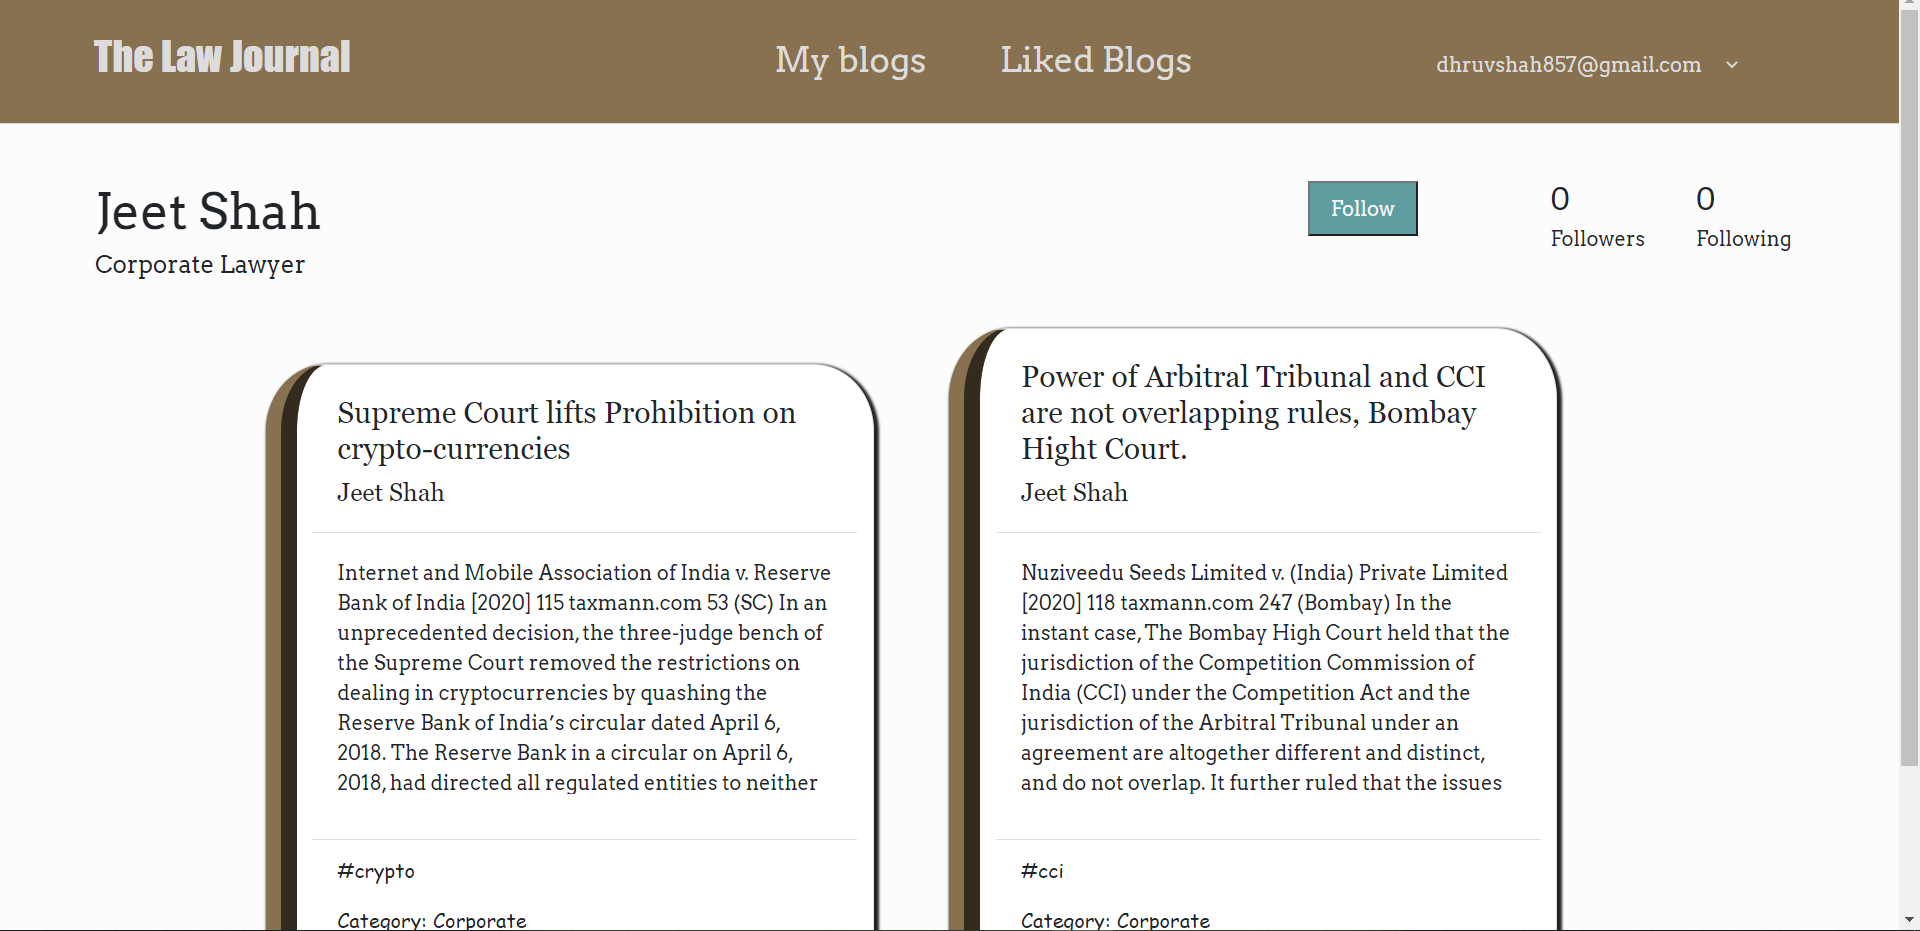 The Law Journal
My blogs
Liked Blogs
dhruvshah857@gmail.com
Jeet Shah
Corporate Lawyer
Follow
0
Followers
0
Following
Supreme Court lifts Prohibition on
crypto-currencies
Jeet Shah
Internet and Mobile Association of India v. Reserve
Bank of India [2020] 115 taxmann.com 53 (SC) In an
unprecedented decision, the three-judge bench of
the Supreme Court removed the restrictions on
dealing in cryptocurrencies by quashing the
Reserve Bank of India’s circular dated April 6,
2018. The Reserve Bank in a circular on April 6,
2018, had directed all regulated entities to neither
#crypto
Category: Corporate
Power of Arbitral Tribunal and CCI
are not overlapping rules, Bombay
Hight Court.
Jeet Shah
Nuziveedu Seeds Limited v. (India) Private Limited
[2020] 118 taxmann.com 247 (Bombay) In the
instant case, The Bombay High Court held that the
jurisdiction of the Competition Commission of
India (CCI) under the Competition Act and the
jurisdiction of the Arbitral Tribunal under an
agreement are altogether different and distinct,
and do not overlap. It further ruled that the issues
#cci
Category: Corporate